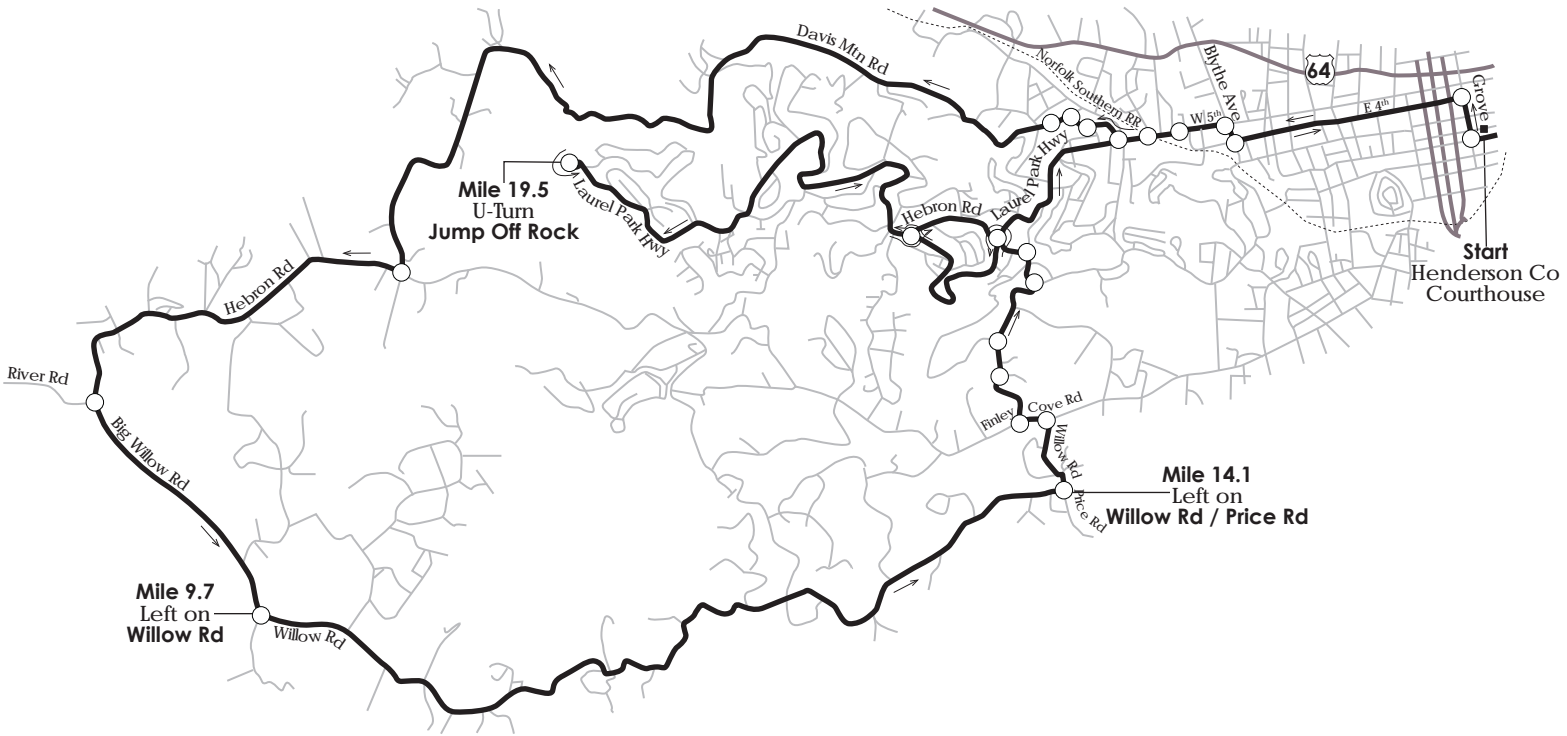 Davis Mtn Rd
Norfolk Southern RR
Blythe Ave
64
Grove
E 4th
W 5th
Laurel Park Hwy
Mile 19.5
U-Turn
Jump Off Rock
Laurel Park Hwy
Hebron Rd
Laurel Park Hwy
Start
Henderson Co
Courthouse
Hebron Rd
River Rd
Big Willow Rd
Finley Cove Rd
Willow Rd
Price Rd
Mile 14.1
Left on
Willow Rd / Price Rd
Mile 9.7
Left on
Willow Rd
Willow Rd